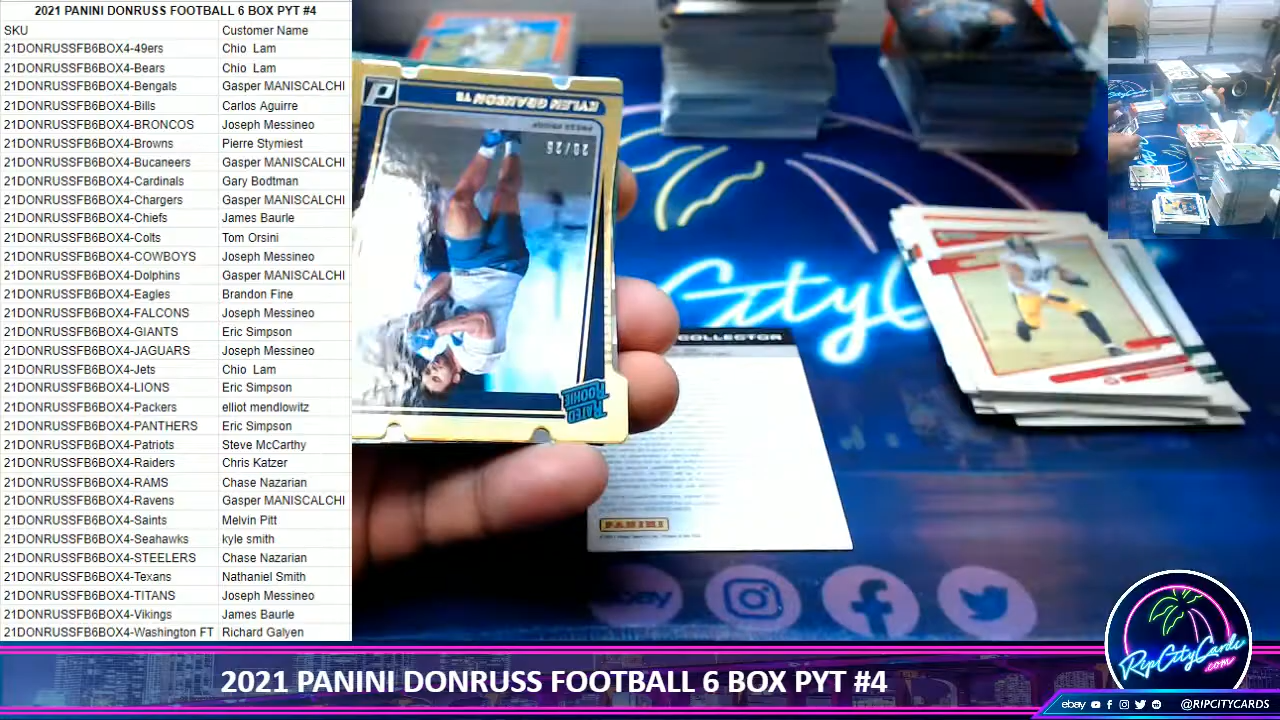 2021 PANINI DONRUSS FOOTBALL 6 BOX PYT #4
SKU Customer Name
21DONRUSSFB6BOX4-49ers Chio Lam
21DONRUSSFB6BOX4-Bears Chio Lam
21DONRUSSFB6BOX4-Bengals Gasper MANISCALCHI
21DONRUSSFB6BOX4-Bills Carlos Aguirre
21DONRUSSFB6BOX4-BRONCOS Joseph Messineo
21DONRUSSFB6BOX4-Browns Pierre Stymiest
21DONRUSSFB6BOX4-Bucaneers Gasper MANISCALCHI
21DONRUSSFB6BOX4-Cardinals Gary Bodtman
21DONRUSSFB6BOX4-Chargers Gasper MANISCALCHI
21DONRUSSFB6BOX4-Chiefs James Baurle
21DONRUSSFB6BOX4-Colts Tom Orsini
21DONRUSSFB6BOX4-COWBOYS Joseph Messineo
21DONRUSSFB6BOX4-Dolphins Gasper MANISCALCHI
21DONRUSSFB6BOX4-Eagles Brandon Fine
21DONRUSSFB6BOX4-FALCONS Joseph Messineo
21DONRUSSFB6BOX4-GIANTS Eric Simpson
21DONRUSSFB6BOX4-JAGUARS Joseph Messineo
21DONRUSSFB6BOX4-Jets Chio Lam
21DONRUSSFB6BOX4-LIONS Eric Simpson
21DONRUSSFB6BOX4-Packers elliot mendlowitz
21DONRUSSFB6BOX4-PANTHERS Eric Simpson
21DONRUSSFB6BOX4-Patriots Steve McCarthy
21DONRUSSFB6BOX4-Raiders chris Katzer
21DONRUSSFB6BOX4-RAMS Chase Nazarian
21DONRUSSFB6BOX4-Ravens Gasper MANISCALCHI
21DONRUSSFB6BOX4-Saints Melvin Pitt
21DONRUSSFB6BOX4-Seahawks kyle smith
21DONRUSSFB6BOX4-STEELERS Chase Nazarian
21DONRUSSFB6BOX4-Texans Nathaniel Smith
21DONRUSSFB6BOX4-TITANS Joseph Messineo
21DONRUSSFB6BOX4-Vikings James Baurle
21DONRUSSFB6BOX4-Washington FT Richard Galyen
P
KYLEN GRANSON TE
PRESS PROOF
RATED ROOKIE
City
COLLECTOR
PANINI
ebay
RipCityCards
.com
2021 PANINI DONRUSS FOOTBALL 6 BOX PYT #4
ebay @RIPCITYCARDS